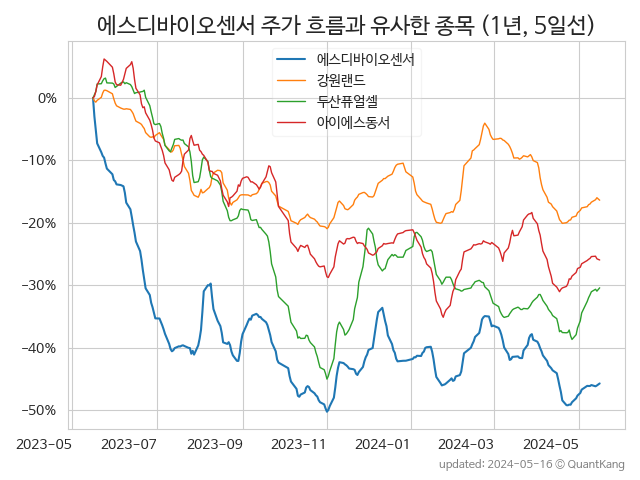 에스디바이오센서 주가 흐름과 유사한 종목 (1년, 5일선)
에스디바이오센서
강원랜드
두산퓨얼셀
아이에스동서
0%
−10%
−20%
−30%
−40%
−50%
2023-05 2023-07 2023-09 2023-11 2024-01 2024-03 2024-05
updated: 2024-05-16 © QuantKang